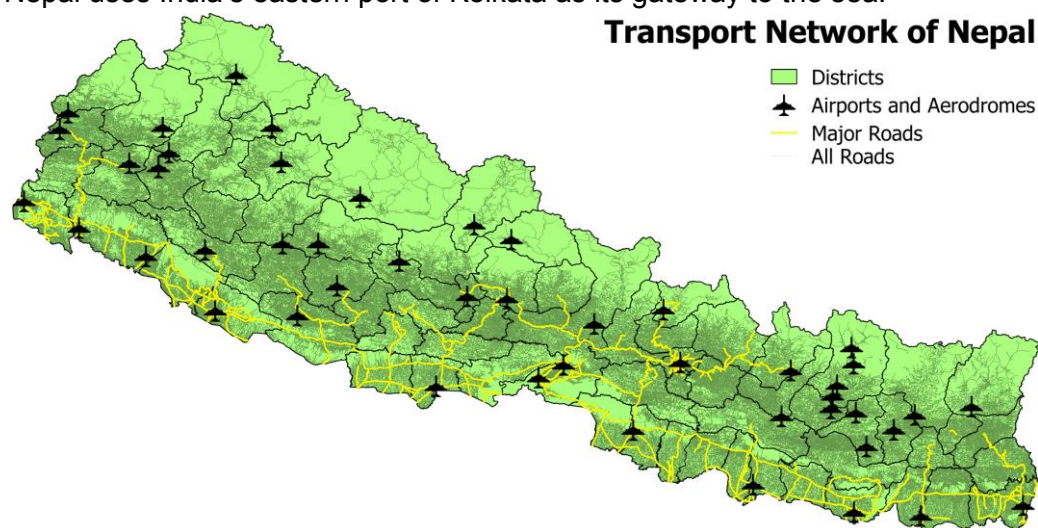 Nepal uses India's eastern port of Kolkata as its gateway to the sea.
Transport Network of Nepal
Districts
Airports and Aerodromes
Major Roads
All Roads